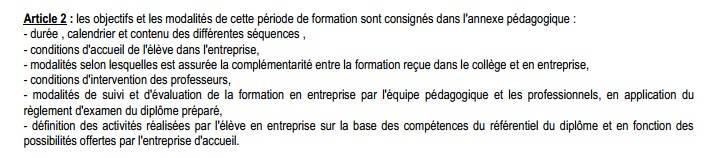 Article 2 : les objectifs et les modalités de cette période de formation sont consignés dans l'annexe pédagogique :
- durée , calendrier et contenu des différentes séquences ,
- conditions d'accueil de l'élève dans l'entreprise,
- modalités selon lesquelles est assurée la complémentarité entre la formation reçue dans le collège et en entreprise,
- conditions d'intervention des professeurs,
- modalités de suivi et d'évaluation de la formation en entreprise par l'équipe pédagogique et les professionnels, en application du
règlement d'examen du diplôme préparé,
- définition des activités réalisées par l'élève en entreprise sur la base des compétences du référentiel du diplôme et en fonction des
possibilités offertes par l'entreprise d'accueil.